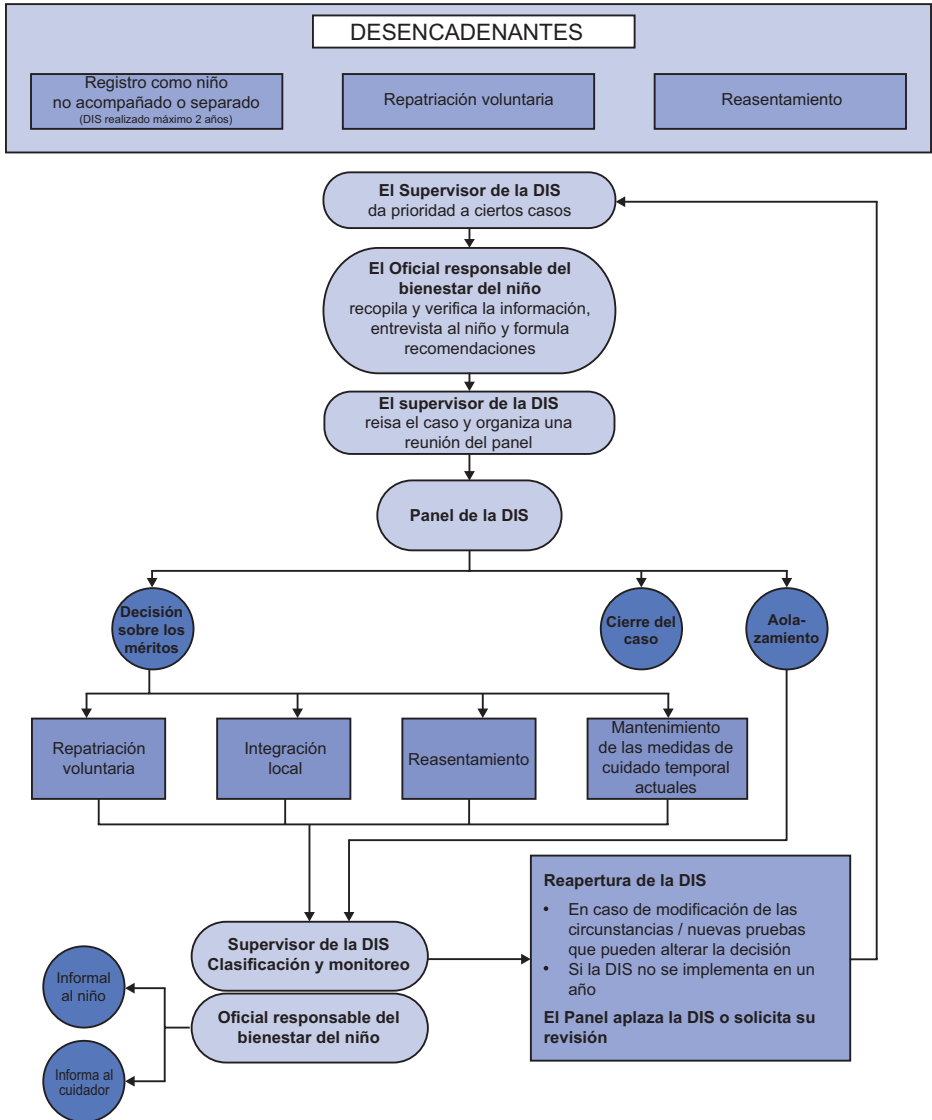 DESENCADENANTES
Registro como niño
no acompañado o separado
(DIS realizado máximo 2 años)
Repatriación voluntaria
Reasentamiento
El Supervisor de la DIS
da prioridad a ciertos casos
El Oficial responsable del
bienestar del niño
recopila y verifica la información,
entrevista al niño y formula
recomendaciones
El supervisor de la DIS
reisa el caso y organiza una
reunión del panel
Panel de la DIS
Decisión
sobre los
méritos
Cierre del
caso
Aola-
zamiento
Repatriación
voluntaria
Integración
local
Reasentamiento
Mantenimiento
de las medidas de
cuidado temporal
actuales
Supervisor de la DIS
Clasificación y monitoreo
Oficial responsable del
bienestar del niño
Informal
al niño
Informa al
cuidador
Reapertura de la DIS
• En caso de modificación de las
circunstancias / nuevas pruebas
que pueden alterar la decisión
• Si la DIS no se implementa en un
año
El Panel aplaza la DIS o solicita su
revisión